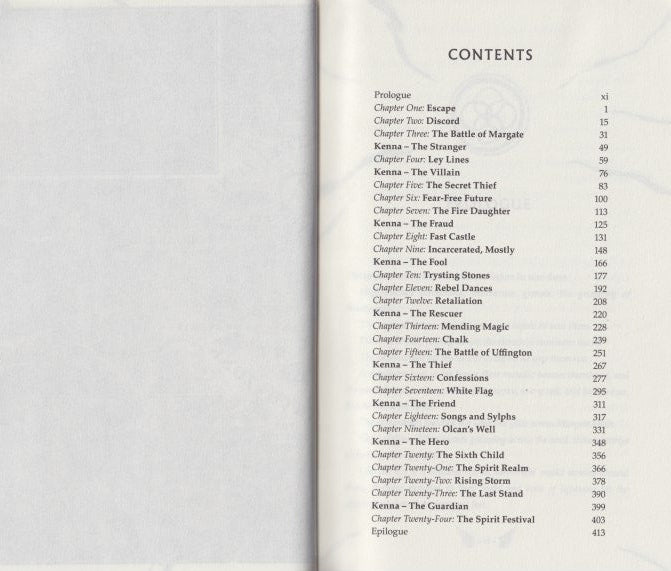 CONTENTS
Prologue xi
Chapter One: Escape 1
Chapter Two: Discord 15
Chapter Three: The Battle of Margate 31
Kenna – The Stranger 49
Chapter Four: Ley Lines 59
Kenna – The Villain 76
Chapter Five: The Secret Thief 83
Chapter Six: Fear-Free Future 100
Chapter Seven: The Fire Daughter 113
Kenna – The Fraud 125
Chapter Eight: Fast Castle 131
Chapter Nine: Incarcerated, Mostly 148
Kenna – The Fool 166
Chapter Ten: Trysting Stones 177
Chapter Eleven: Rebel Dances 192
Chapter Twelve: Retaliation 208
Kenna – The Rescuer 220
Chapter Thirteen: Mending Magic 228
Chapter Fourteen: Chalk 239
Chapter Fifteen: The Battle of Uffington 251
Kenna – The Thief 267
Chapter Sixteen: Confessions 277
Chapter Seventeen: White Flag 295
Kenna – The Friend 311
Chapter Eighteen: Songs and Sylphs 317
Chapter Nineteen: Olcan's Well 331
Kenna – The Hero 348
Chapter Twenty: The Sixth Child 356
Chapter Twenty-One: The Spirit Realm 366
Chapter Twenty-Two: Rising Storm 378
Chapter Twenty-Three: The Last Stand 390
Kenna – The Guardian 399
Chapter Twenty-Four: The Spirit Festival 403
Epilogue 413